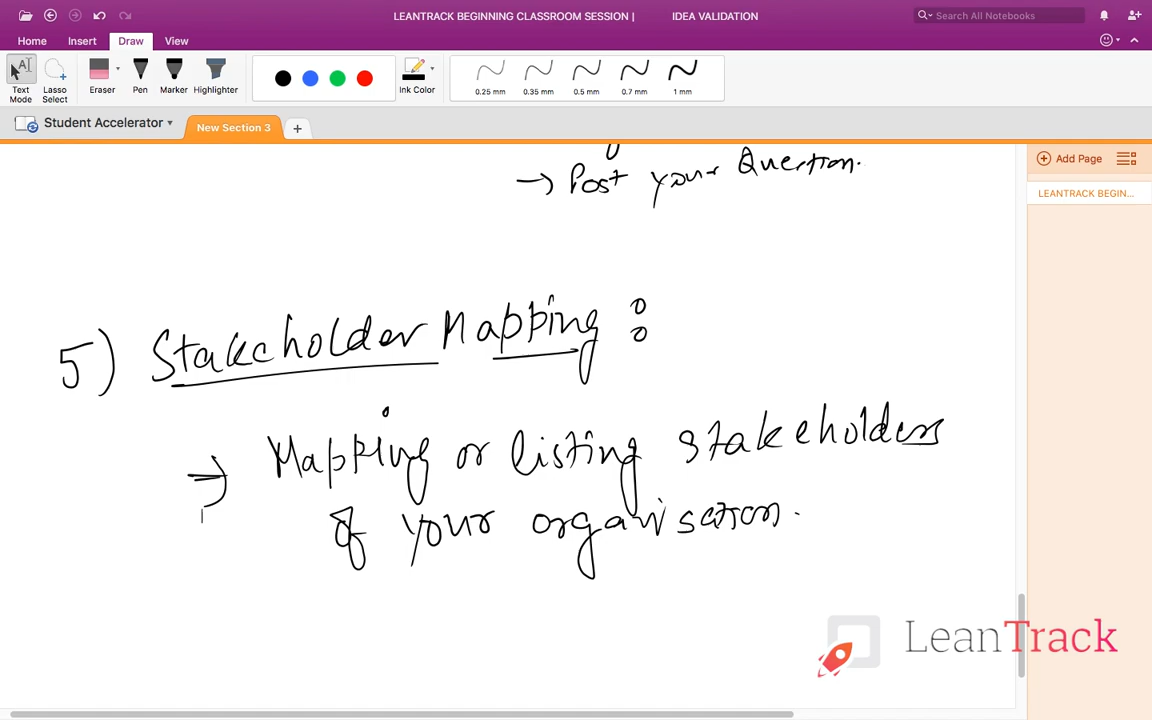 LEANTRACK BEGINNING CLASSROOM SESSION | IDEA VALIDATION
Search All Notebooks
Home Insert Draw View
Text Mode
Lasso Select
Eraser
Pen
Marker
Highlighter
Ink Color
0.25 mm
0.35 mm
0.5 mm
0.7 mm
1 mm
Student Accelerator
New Section 3
+
Add Page
LEANTRACK BEGIN...
→ Post your Question.
5) Stakeholder Mapping :
→ Mapping or listing stakeholders
of your organisation.
LeanTrack